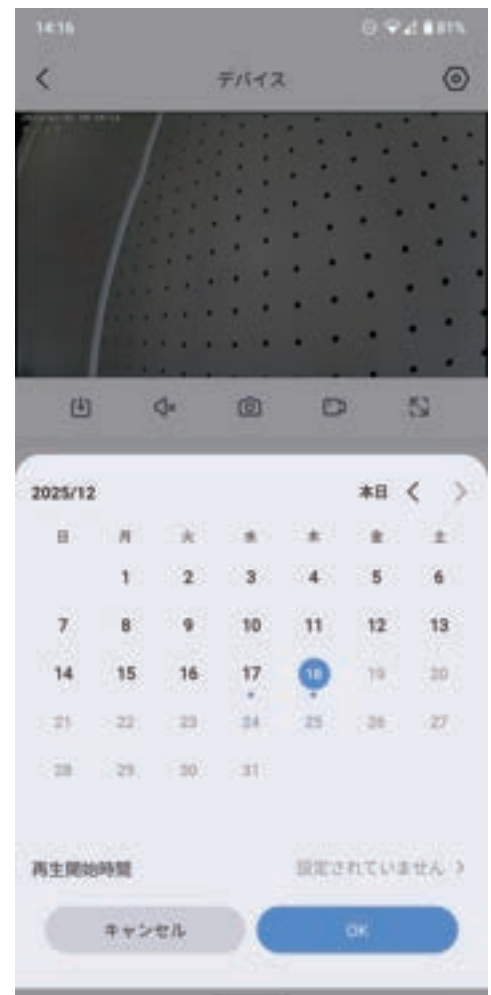 14:16 81%
デバイス
2025/12 本日
日 月 火 水 木 金 土
1 2 3 4 5 6
7 8 9 10 11 12 13
14 15 16 17 18 19 20
21 22 23 24 25 26 27
28 29 30 31
再生開始時間 設定されていません
キャンセル OK